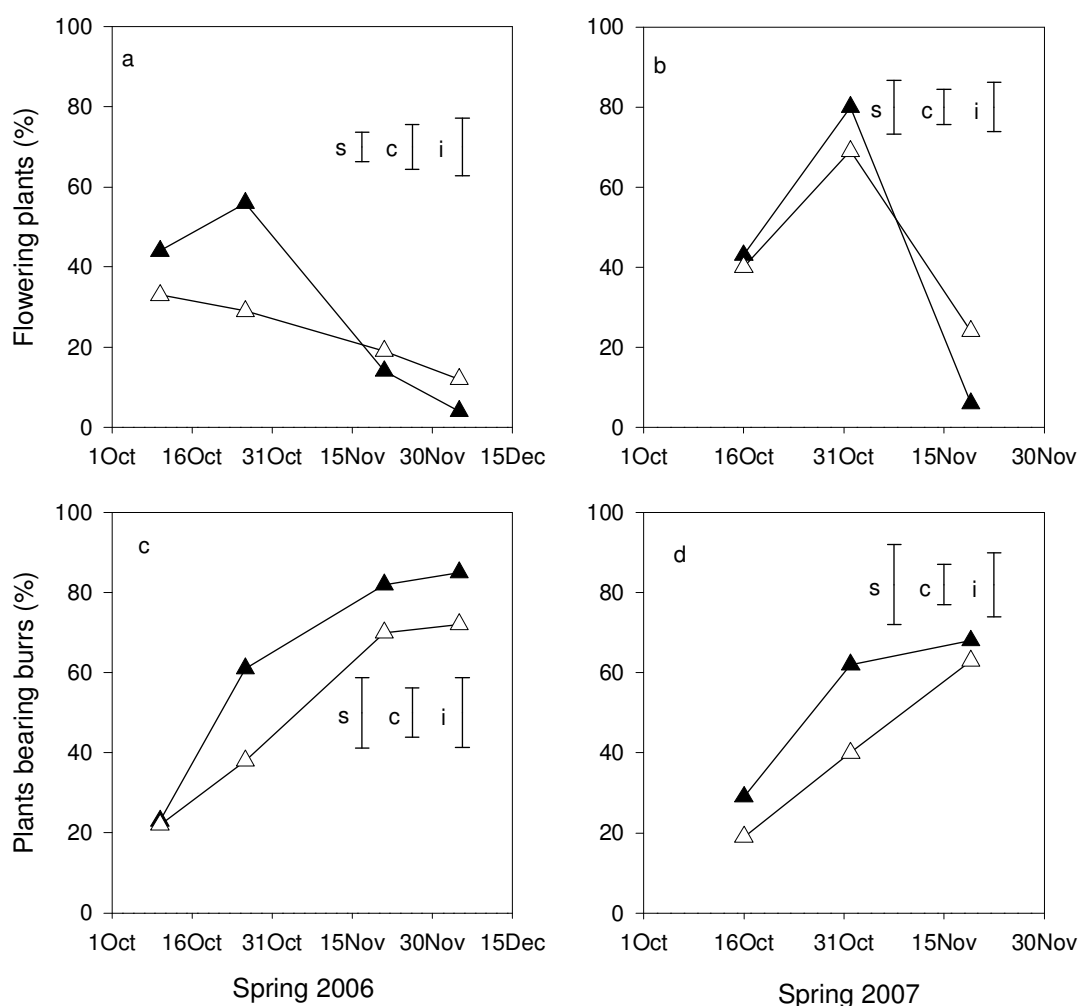 100
80
60
40
20
0
Flowering plants (%)
a
s c i
1Oct 16Oct 31Oct 15Nov 30Nov 15Dec
100
80
60
40
20
0
b
s c i
1Oct 16Oct 31Oct 15Nov 30Nov
100
80
60
40
20
0
Plants bearing burrs (%)
c
s c i
1Oct 16Oct 31Oct 15Nov 30Nov 15Dec
Spring 2006
100
80
60
40
20
0
d
s c i
1Oct 16Oct 31Oct 15Nov 30Nov
Spring 2007